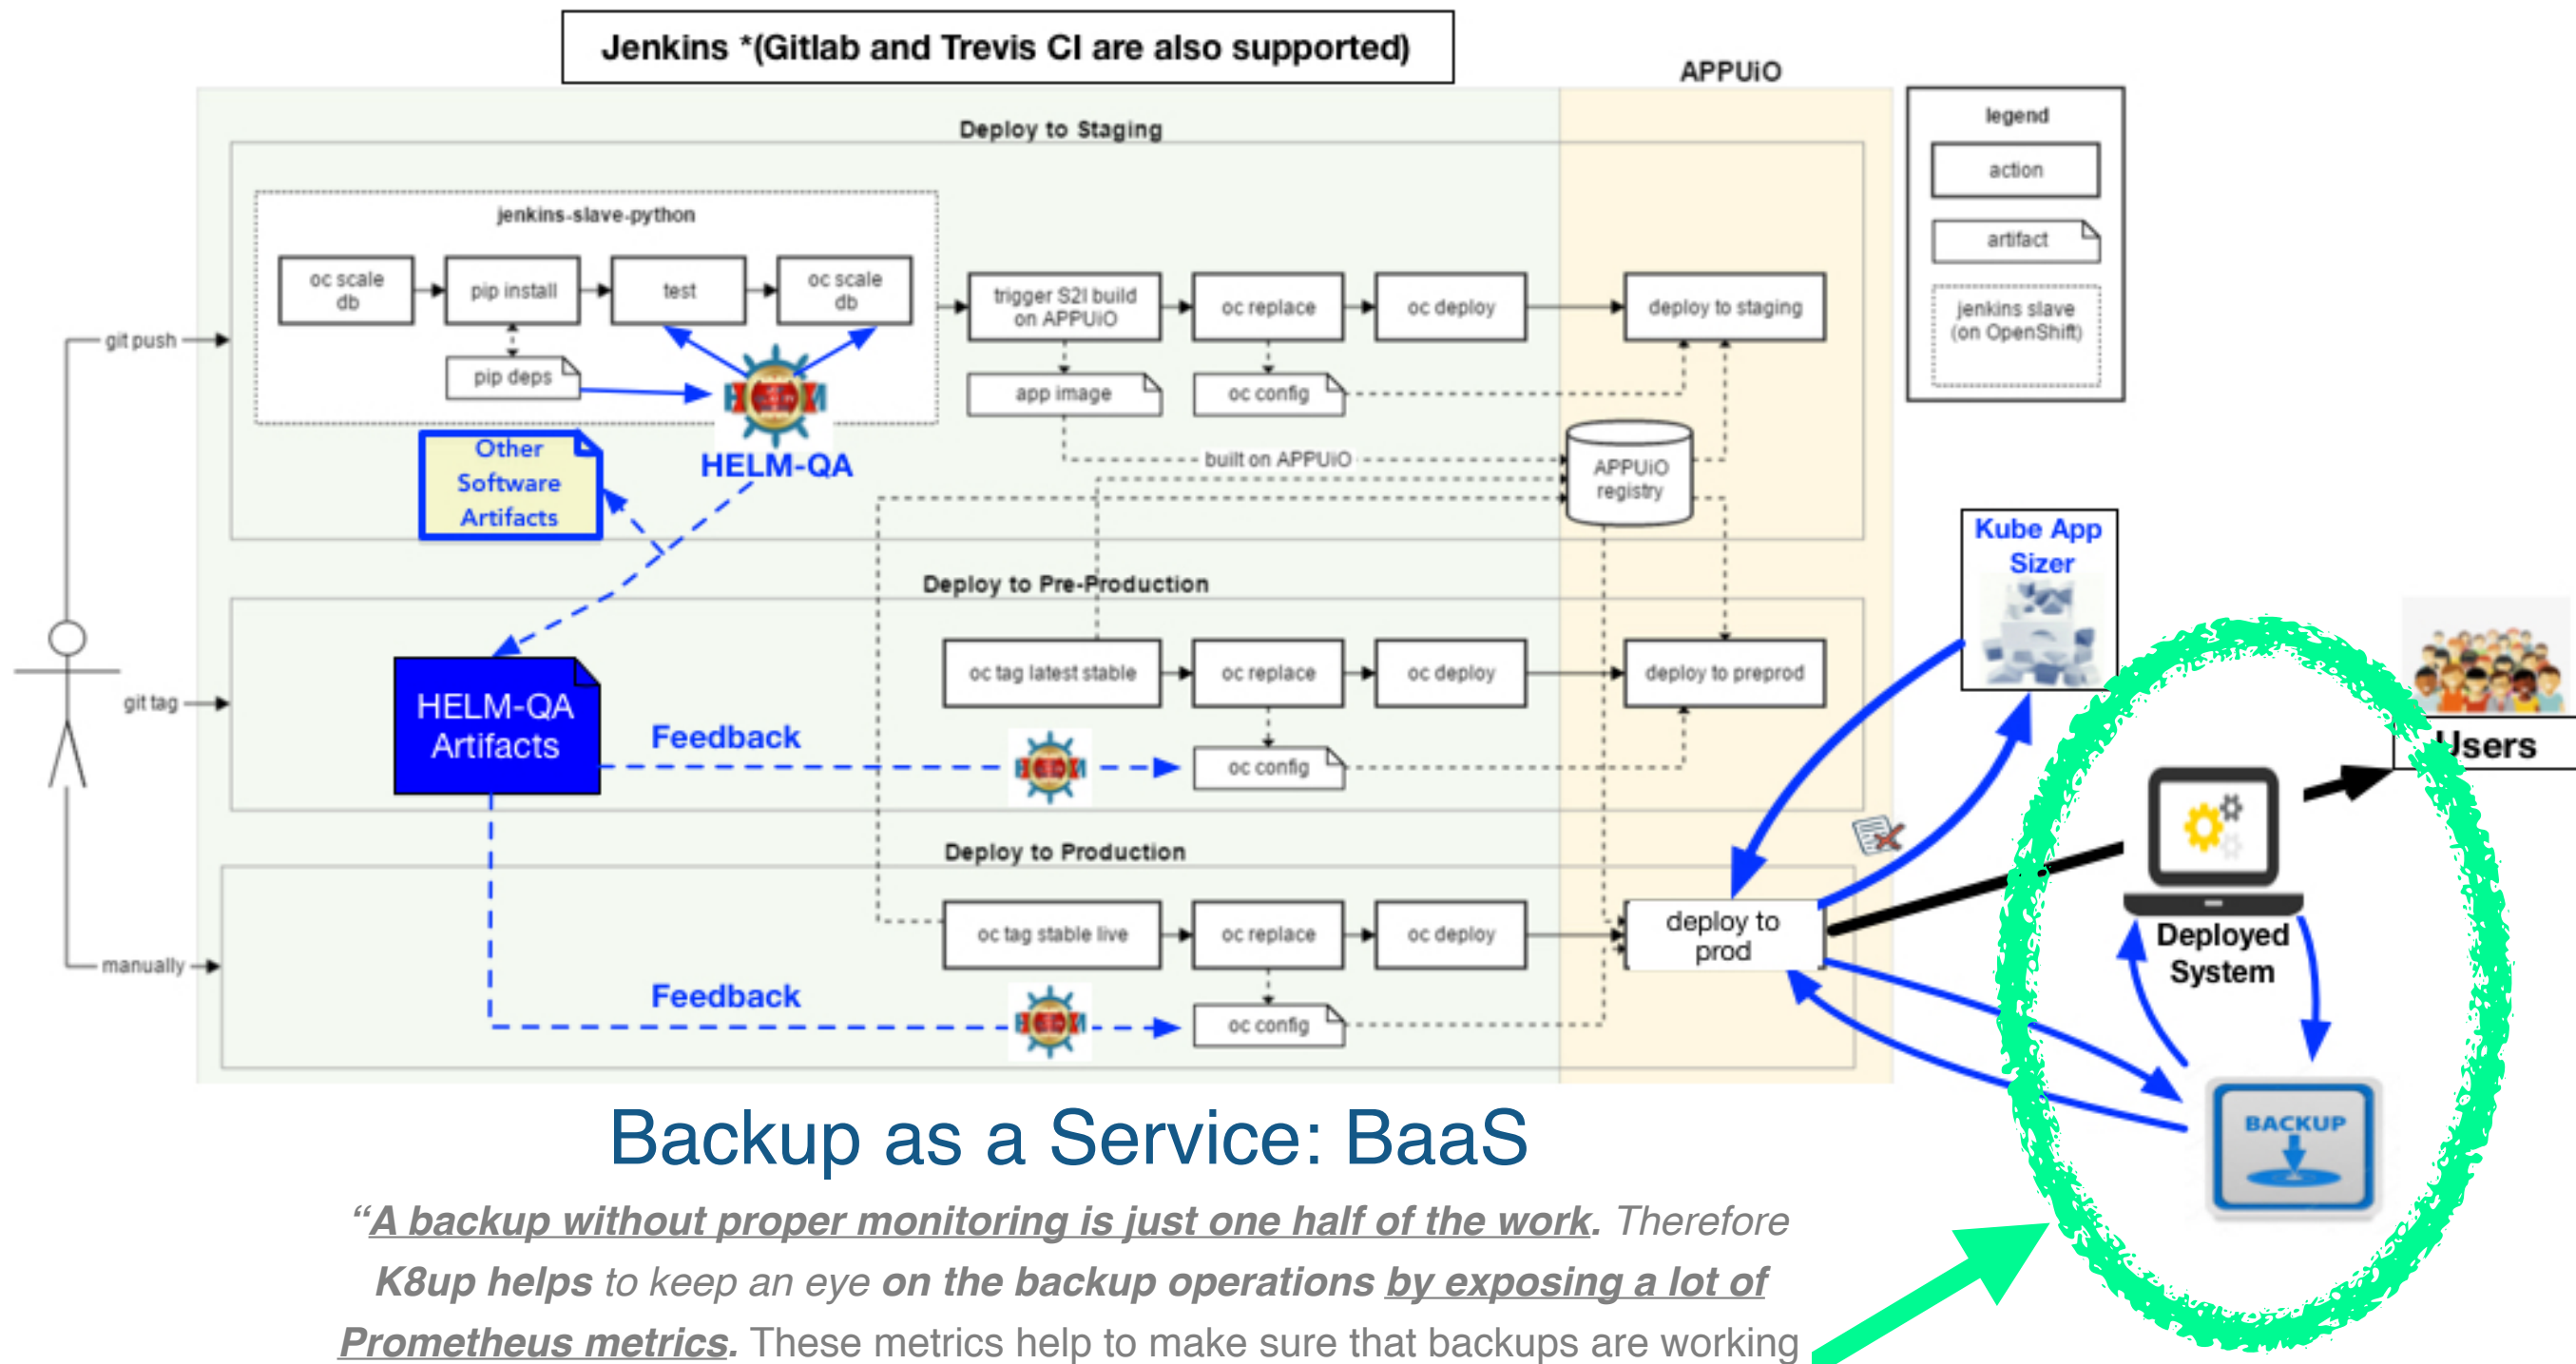 Jenkins *(Gitlab and Trevis CI are also supported)
APPUiO
Deploy to Staging
jenkins-slave-python
oc scale
db
pip install
test
oc scale
db
pip deps
HELM-QA
Other
Software
Artifacts
trigger S2I build
on APPUiO
oc replace
oc deploy
deploy to staging
app image
oc config
built on APPUiO
APPUiO
registry
legend
action
artifact
jenkins slave
(on OpenShift)
git push
git tag
manually
Deploy to Pre-Production
HELM-QA
Artifacts
Feedback
oc tag latest stable
oc replace
oc deploy
deploy to preprod
oc config
Deploy to Production
oc tag stable live
oc replace
oc deploy
deploy to
prod
Feedback
oc config
Kube App
Sizer
Users
Deployed
System
BACKUP
Backup as a Service: BaaS
“A backup without proper monitoring is just one half of the work. Therefore
K8up helps to keep an eye on the backup operations by exposing a lot of
Prometheus metrics. These metrics help to make sure that backups are working